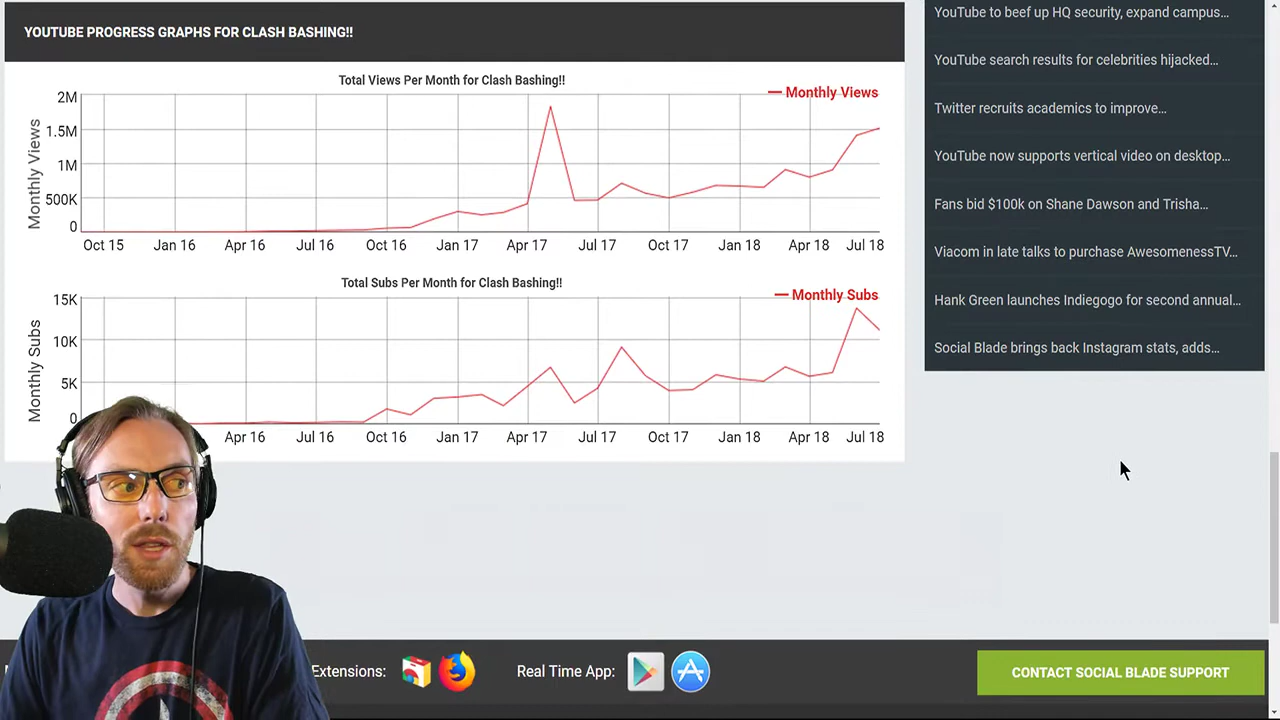 YOUTUBE PROGRESS GRAPHS FOR CLASH BASHING!!
Total Views Per Month for Clash Bashing!!
Monthly Views
Monthly Views
2M
1.5M
1M
500K
0
Oct 15 Jan 16 Apr 16 Jul 16 Oct 16 Jan 17 Apr 17 Jul 17 Oct 17 Jan 18 Apr 18 Jul 18
Total Subs Per Month for Clash Bashing!!
Monthly Subs
Monthly Subs
15K
10K
5K
0
Apr 16 Jul 16 Oct 16 Jan 17 Apr 17 Jul 17 Oct 17 Jan 18 Apr 18 Jul 18
YouTube to beef up HQ security, expand campus...
YouTube search results for celebrities hijacked...
Twitter recruits academics to improve...
YouTube now supports vertical video on desktop...
Fans bid $100k on Shane Dawson and Trisha...
Viacom in late talks to purchase AwesomenessTV...
Hank Green launches Indiegogo for second annual...
Social Blade brings back Instagram stats, adds...
Extensions:
Real Time App:
CONTACT SOCIAL BLADE SUPPORT